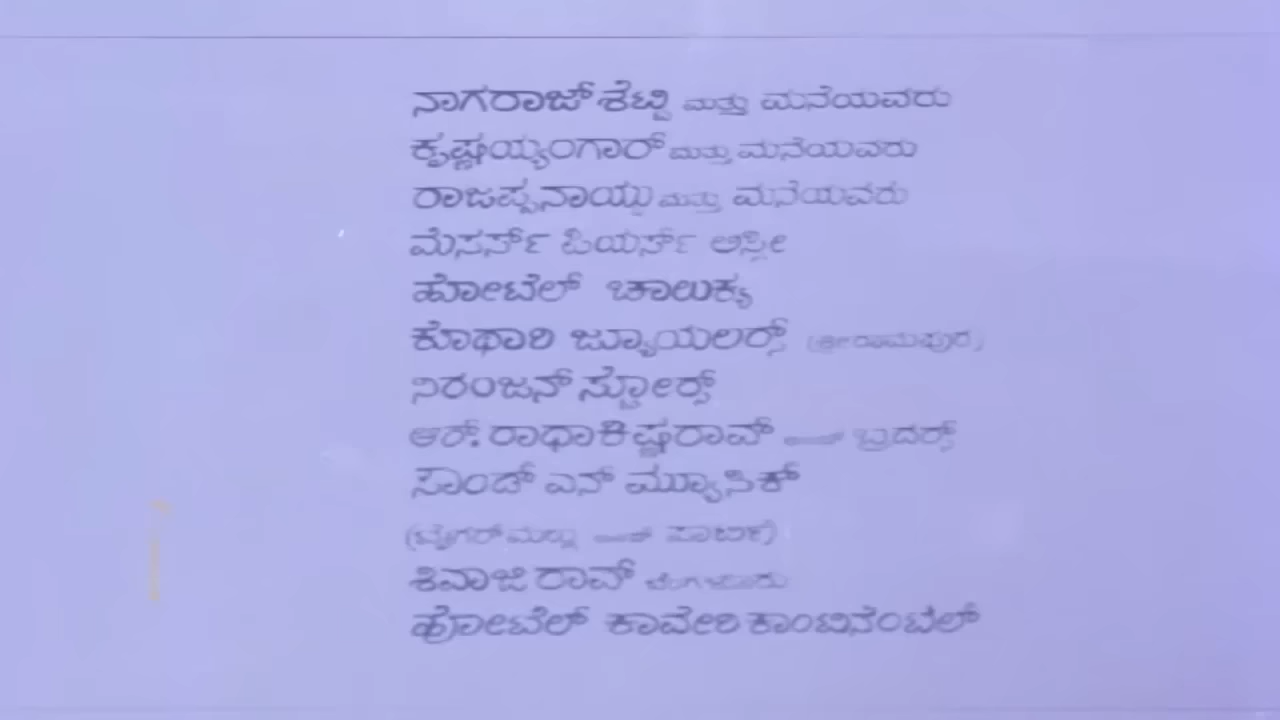 ನಾಗರಾಜ್ ಶೆಟ್ಟಿ ಮತ್ತು ಮನೆಯವರು
ಕೃಷ್ಣಯ್ಯಂಗಾರ್ ಮತ್ತು ಮನೆಯವರು
ರಾಜಪ್ಪನಾಯ್ಡು ಮತ್ತು ಮನೆಯವರು
ಮೆಸರ್ಸ್ ಪಿಯರ್ಸ್
ಹೋಟೆಲ್ ಚಾಲುಕ್ಯ
ಕೊಠಾರಿ ಜ್ಯೂಯಲರ್ಸ್ (ಶ್ರೀರಾಮಪುರ)
ನಿರಂಜನ್ ಸ್ಟೋರ್ಸ್
ಆರ್. ರಾಧಾಕಿಷ್ಣರಾವ್ ಬ್ರದರ್ಸ್
ಸೌಂಡ್ ಎನ್ ಮ್ಯೂಸಿಕ್
ಶಿವಾಜಿ ರಾವ್
ಹೋಟೆಲ್ ಕಾವೇರಿ ಕಾಂಟಿನೆಂಟಲ್